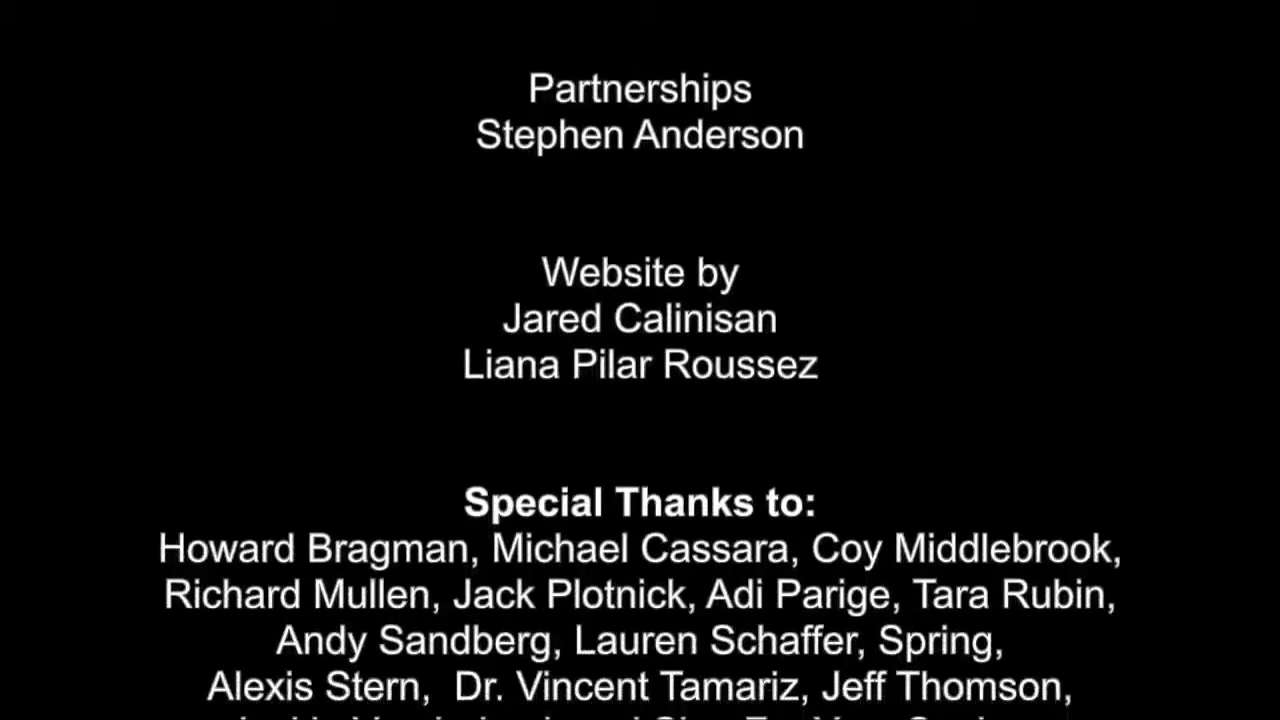 Partnerships
Stephen Anderson
Website by
Jared Calinisan
Liana Pilar Roussez
Special Thanks to:
Howard Bragman, Michael Cassara, Coy Middlebrook,
Richard Mullen, Jack Plotnick, Adi Parige, Tara Rubin,
Andy Sandberg, Lauren Schaffer, Spring,
Alexis Stern, Dr. Vincent Tamariz, Jeff Thomson,